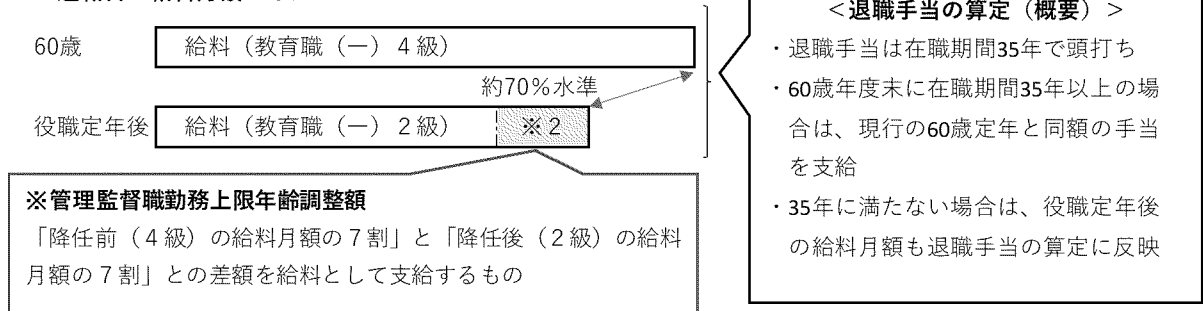 60歳
給料（教育職（一）４級）
約70％水準
役職定年後
給料（教育職（一）２級）
※２
※管理監督職勤務上限年齢調整額
「降任前（４級）の給料月額の７割」と「降任後（２級）の給料
月額の７割」との差額を給料として支給するもの
＜退職手当の算定（概要）＞
・退職手当は在職期間35年で頭打ち
・60歳年度末に在職期間35年以上の場
合は、現行の60歳定年と同額の手当
を支給
・35年に満たない場合は、役職定年後
の給料月額も退職手当の算定に反映